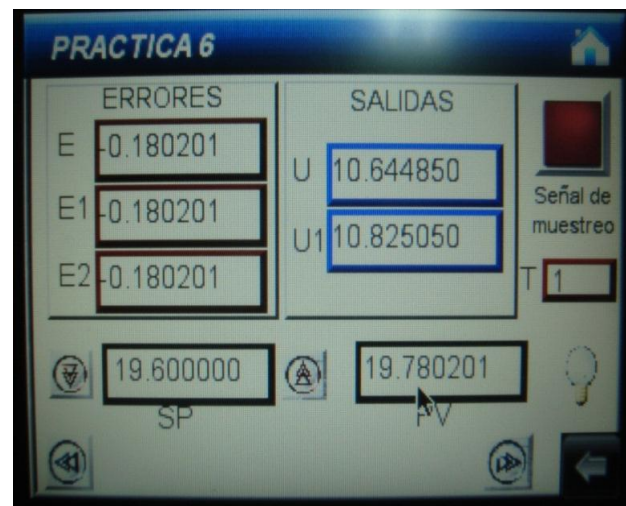 PRACTICA 6
ERRORES
SALIDAS
E -0.180201
U 10.644850
Señal de
muestreo
E1 -0.180201
U1 10.825050
E2 -0.180201
T 1
19.600000
19.780201
SP
PV